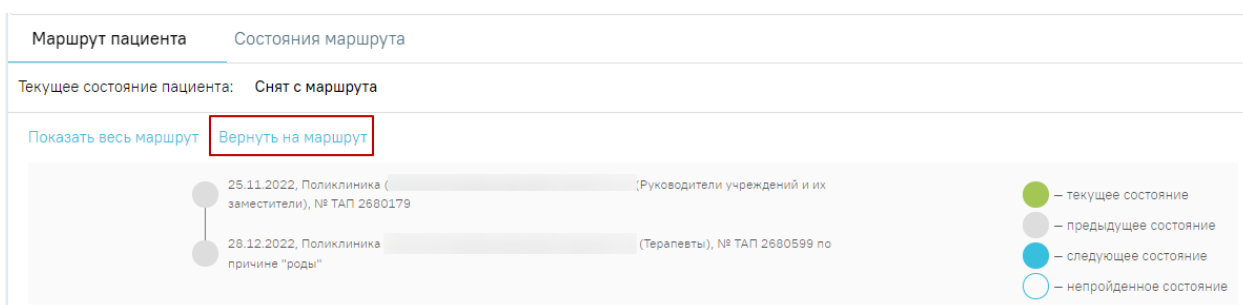 Маршрут пациента Состояния маршрута
Текущее состояние пациента: Снят с маршрута
Показать весь маршрут Вернуть на маршрут
25.11.2022, Поликлиника ( (Руководители учреждений и их
заместители), № ТАП 2680179
28.12.2022, Поликлиника (Терапевты), № ТАП 2680599 по
причине "роды"
– текущее состояние
– предыдущее состояние
– следующее состояние
– непройденное состояние